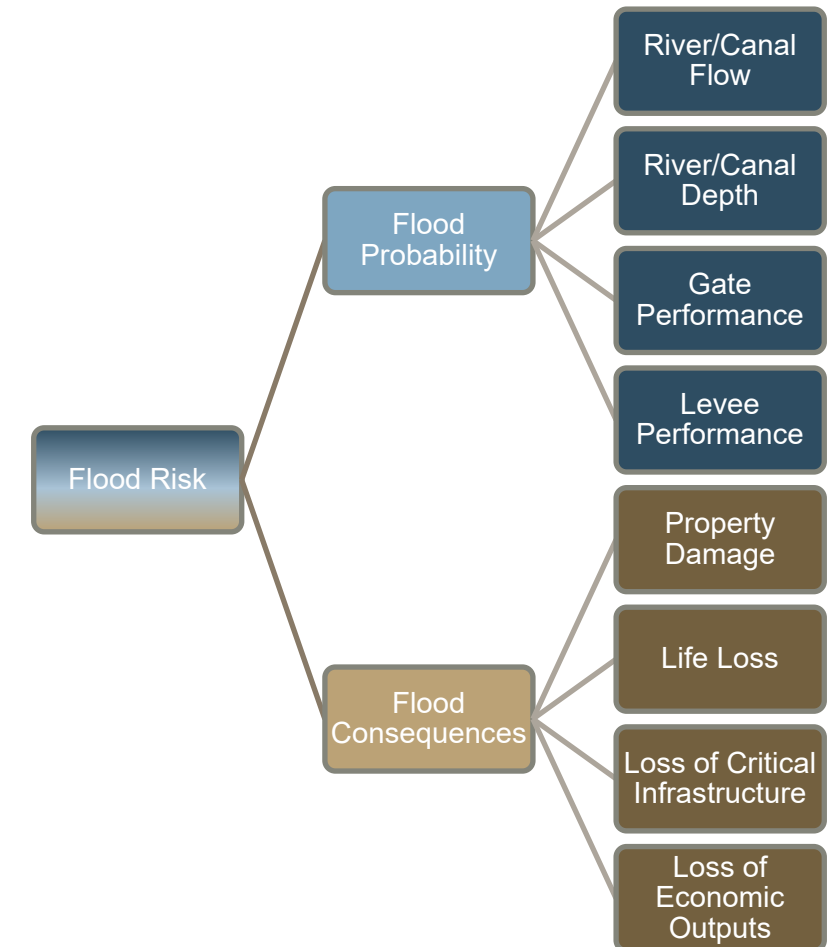 River/Canal
Flow
River/Canal
Depth
Flood
Probability
Gate
Performance
Levee
Performance
Flood Risk
Property
Damage
Life Loss
Flood
Consequences
Loss of Critical
Infrastructure
Loss of
Economic
Outputs